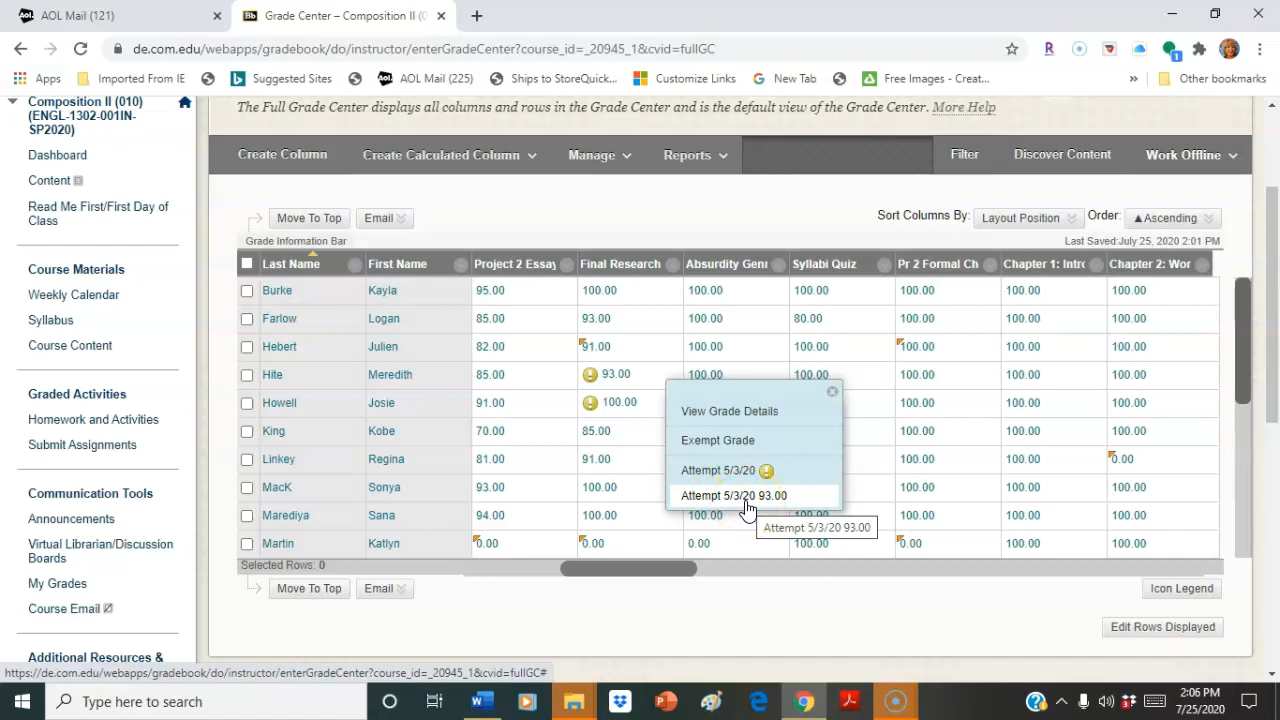 AOL Mail (121)
Bb
Grade Center – Composition II (0
de.com.edu/webapps/gradebook/do/instructor/enterGradeCenter?course_id=_20945_1&cvid=fullGC
Apps
Imported From IE
Suggested Sites
AOL Mail (225)
Ships to StoreQuick...
Customize Links
New Tab
Free Images - Creat...
Other bookmarks
Composition II (010)
(ENGL-1302-001IN-
SP2020)
Dashboard
Content
Read Me First/First Day of
Class
Course Materials
Weekly Calendar
Syllabus
Course Content
Graded Activities
Homework and Activities
Submit Assignments
Communication Tools
Announcements
Virtual Librarian/Discussion
Boards
My Grades
Course Email
Additional Resources &
The Full Grade Center displays all columns and rows in the Grade Center and is the default view of the Grade Center. More Help
Create Column Create Calculated Column Manage Reports Filter Discover Content Work Offline
Move To Top Email Sort Columns By: Layout Position Order: ▲Ascending
Grade Information Bar Last Saved:July 25, 2020 2:01 PM
Last Name First Name Project 2 Essay Final Research Absurdity Genr Syllabi Quiz Pr 2 Formal Ch Chapter 1: Intro Chapter 2: Wor
Burke Kayla 95.00 100.00 100.00 100.00 100.00 100.00 100.00
Farlow Logan 85.00 93.00 100.00 80.00 100.00 100.00 100.00
Hebert Julien 82.00 91.00 100.00 100.00 100.00 100.00 100.00
Hite Meredith 85.00 93.00 100.00 100.00 100.00 100.00 100.00
Howell Josie 91.00 100.00 100.00 100.00 100.00
King Kobe 70.00 85.00 100.00 100.00 100.00
Linkey Regina 81.00 91.00 100.00 100.00 0.00
MacK Sonya 93.00 100.00 100.00 100.00 100.00
Marediya Sana 94.00 100.00 100.00 100.00 100.00 100.00 100.00
Martin Katlyn 0.00 0.00 0.00 100.00 0.00 100.00 100.00
View Grade Details
Exempt Grade
Attempt 5/3/20
Attempt 5/3/20 93.00
Attempt 5/3/20 93.00
Selected Rows: 0
Move To Top Email Icon Legend
Edit Rows Displayed
https://de.com.edu/webapps/gradebook/do/instructor/enterGradeCenter?course_id=_20945_1&cvid=fullGC#
Type here to search
2:06 PM
7/25/2020